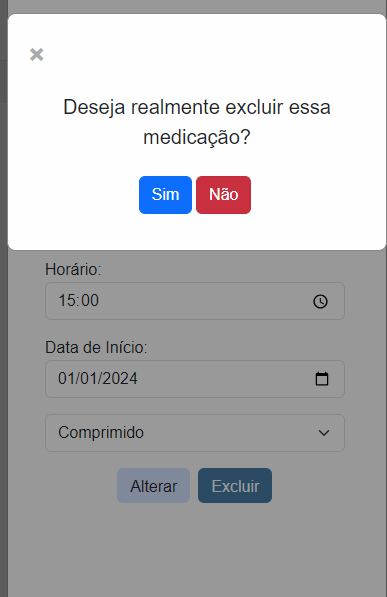 ×
Deseja realmente excluir essa
medicação?
Sim Não
Horário:
15:00
Data de Início:
01/01/2024
Comprimido
Alterar Excluir